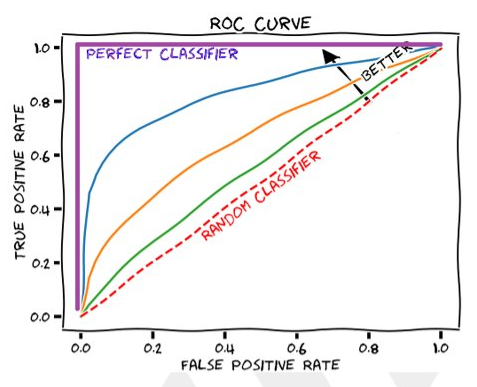 ROC CURVE
PERFECT CLASSIFIER
BETTER
RANDOM CLASSIFIER
TRUE POSITIVE RATE
1.0
0.8
0.6
0.4
0.2
0.0
0.0 0.2 0.4 0.6 0.8 1.0
FALSE POSITIVE RATE